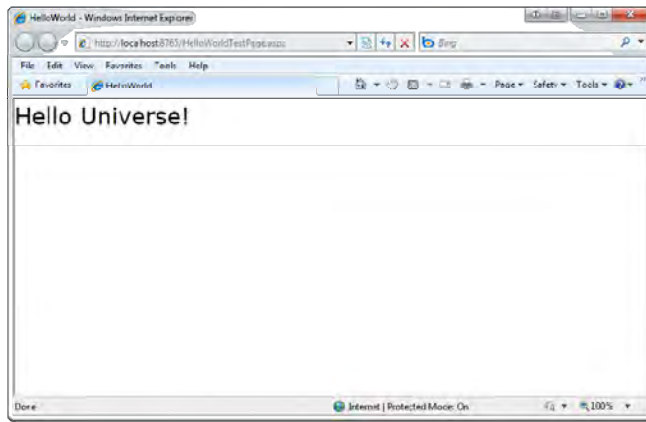 HelloWorld - Windows Internet Explorer
http://localhost:8765/HelloWorldTestPage.aspx Bing
File Edit View Favorites Tools Help
Favorites HelloWorld Page Safety Tools
Hello Universe!
Done Internet | Protected Mode: On 100%